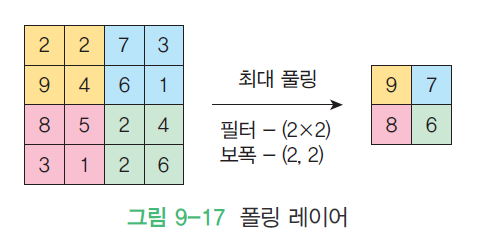 2 2 7 3
9 4 6 1
8 5 2 4
3 1 2 6
최대 풀링
필터 – (2×2)
보폭 – (2, 2)
9 7
8 6
그림 9–17 폴링 레이어